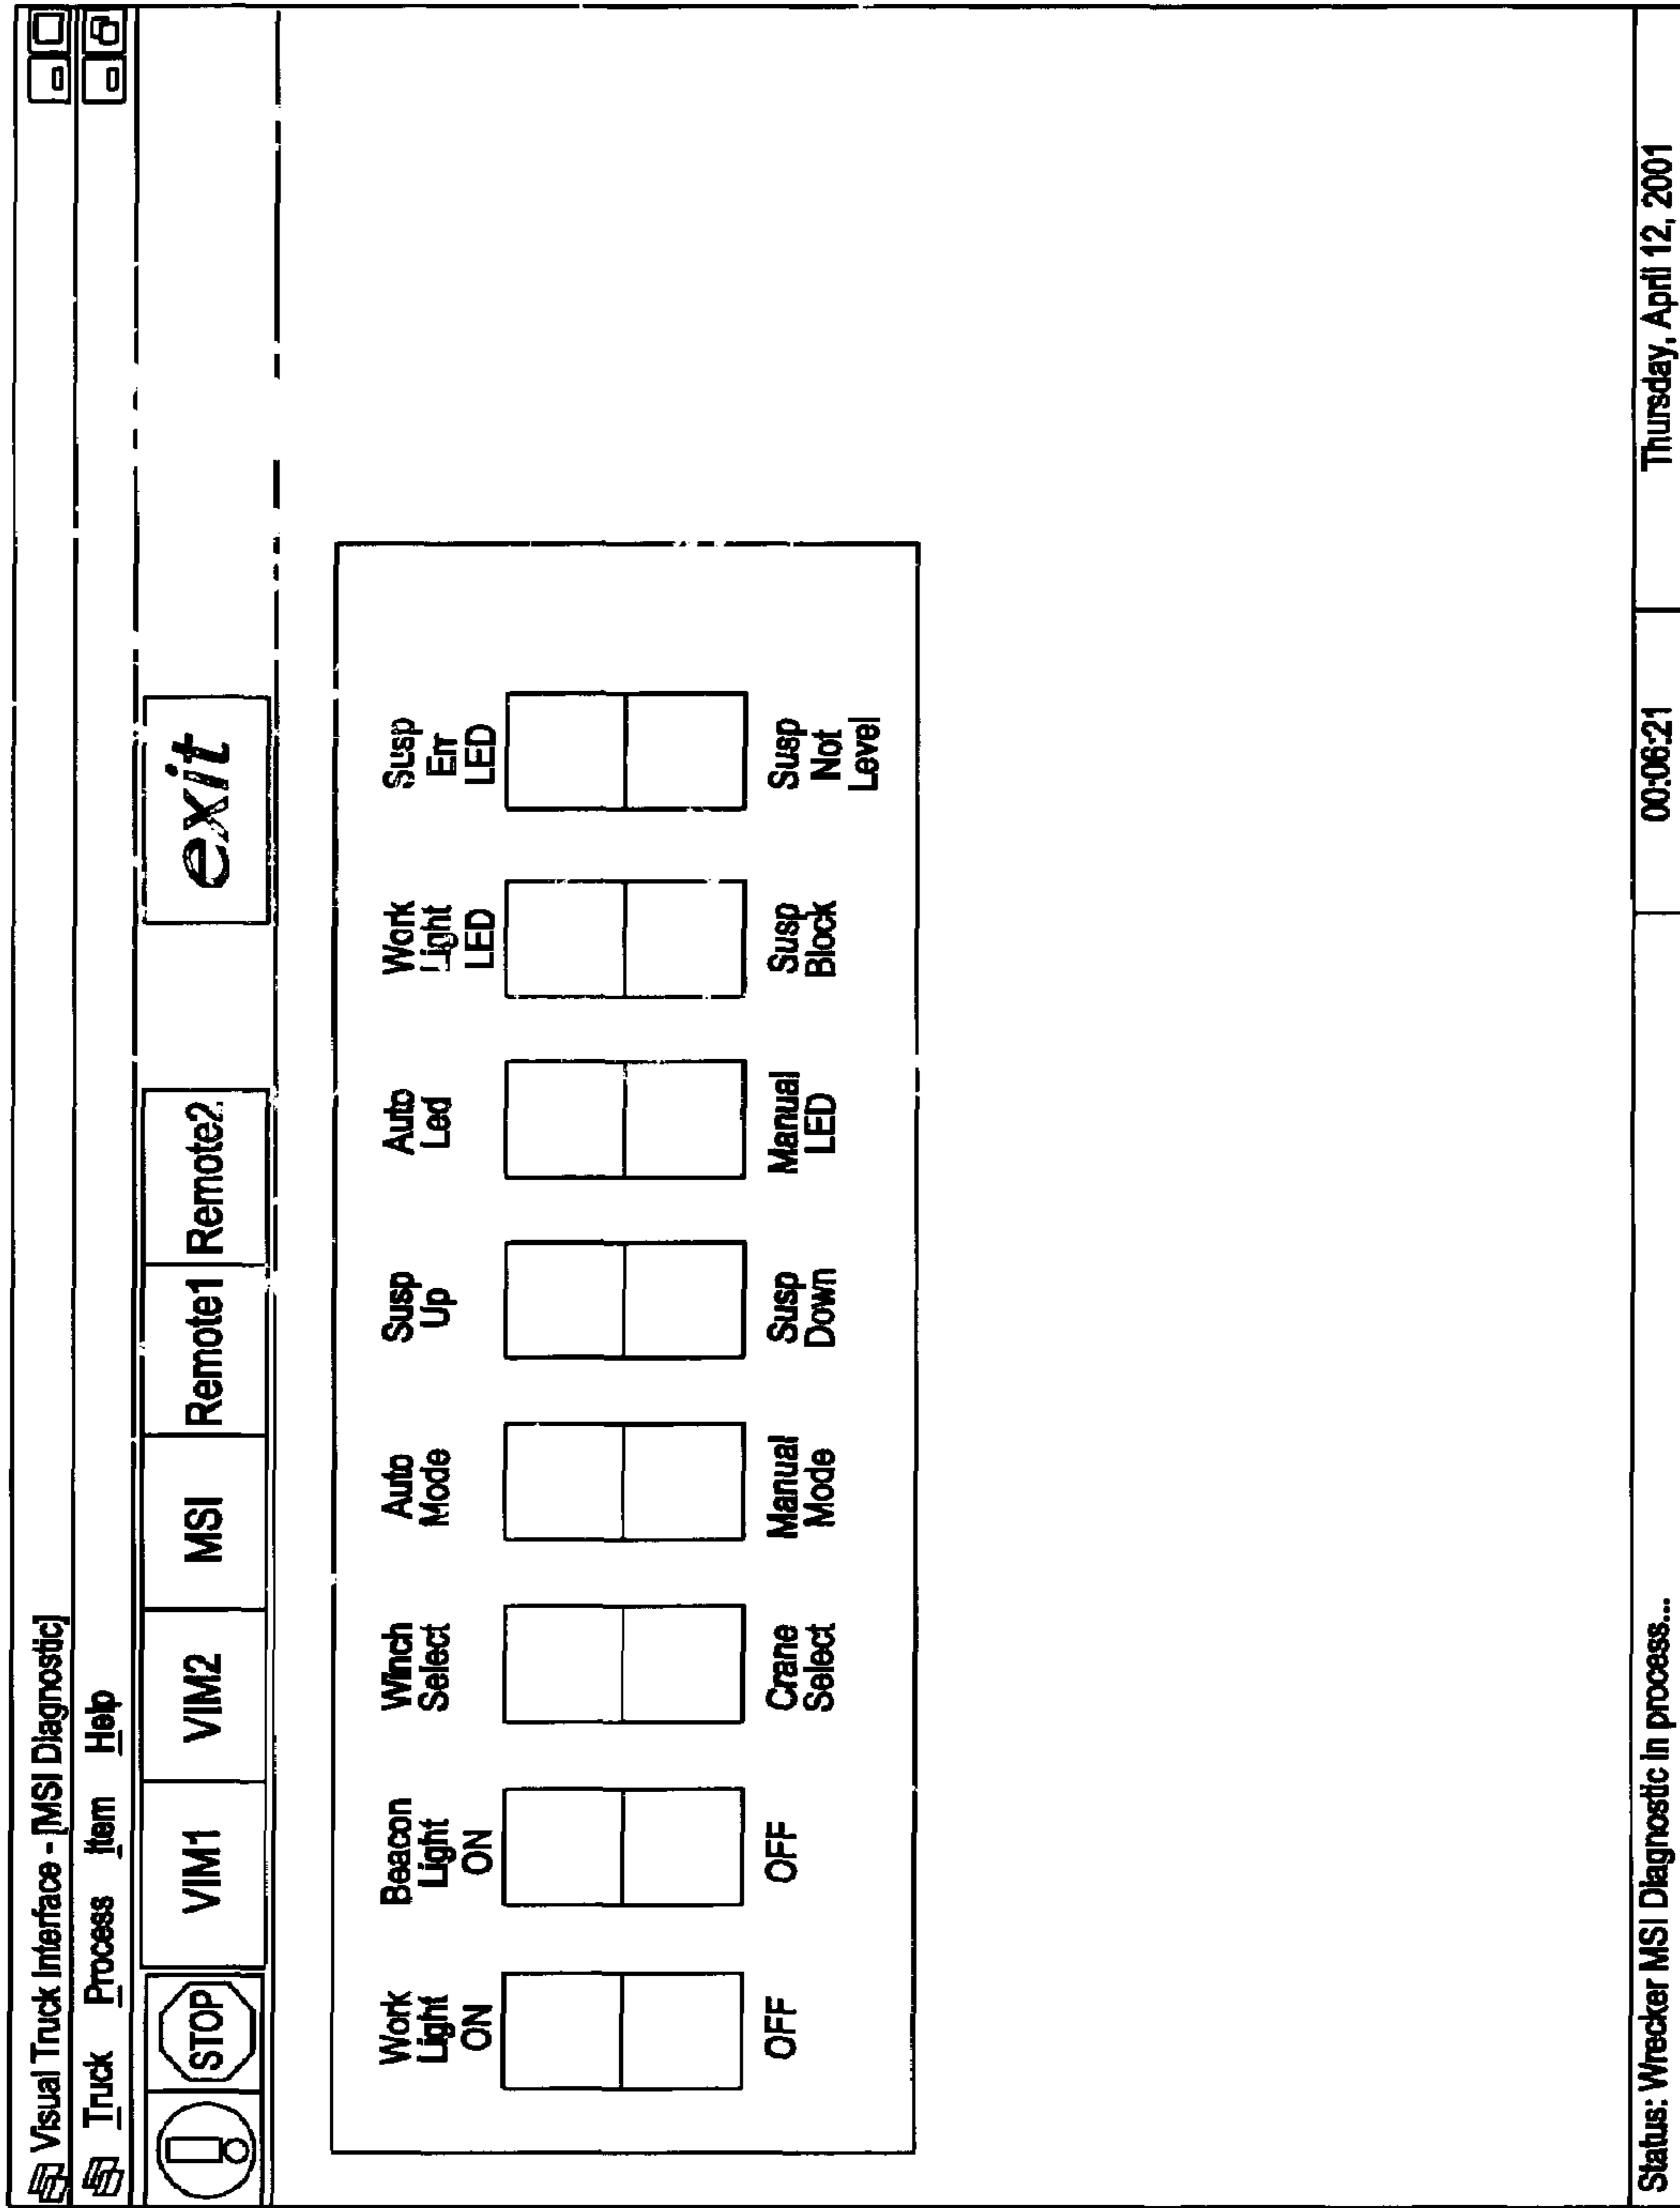 Visual Truck Interface - [MSI Diagnostic]
Truck Process Item Help
STOP VIM1 VIM2 MSI Remote1 Remote2 exit
Work Light ON
Beacon Light ON
Winch Select
Auto Mode
Susp Up
Auto Led
Work Light LED
Susp Err LED
OFF
OFF
Crane Select
Manual Mode
Susp Down
Manual LED
Susp Block
Susp Not Level
Status: Wrecker MSI Diagnostic in process... 00:06:21 Thursday, April 12, 2001